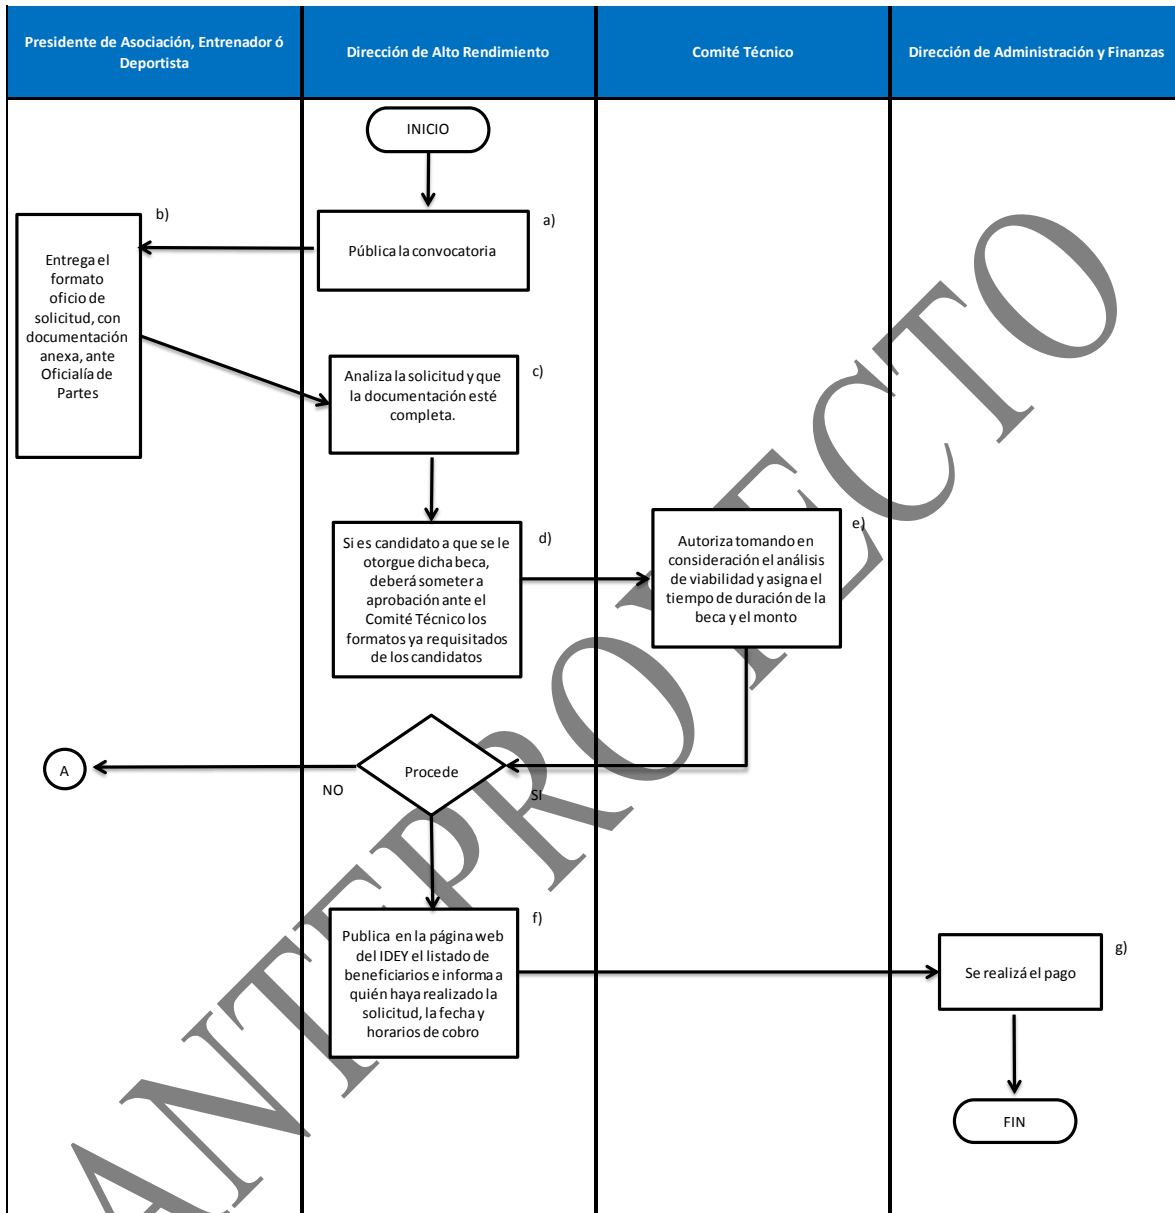 Presidente de Asociación, Entrenador ó
Deportista
Dirección de Alto Rendimiento
Comité Técnico
Dirección de Administración y Finanzas
INICIO
a)
Pública la convocatoria
b)
Entrega el
formato
oficio de
solicitud, con
documentación
anexa, ante
Oficialía de
Partes
c)
Analiza la solicitud y que
la documentación esté
completa.
d)
Si es candidato a que se le
otorgue dicha beca,
deberá someter a
aprobación ante el
Comité Técnico los
formatos ya requisitados
de los candidatos
e)
Autoriza tomando en
consideración el análisis
de viabilidad y asigna el
tiempo de duración de la
beca y el monto
A
NO
Procede
SI
f)
Publica en la página web
del IDEY el listado de
beneficiarios e informa a
quién haya realizado la
solicitud, la fecha y
horarios de cobro
g)
Se realizá el pago
FIN
ANTEPROYECTO